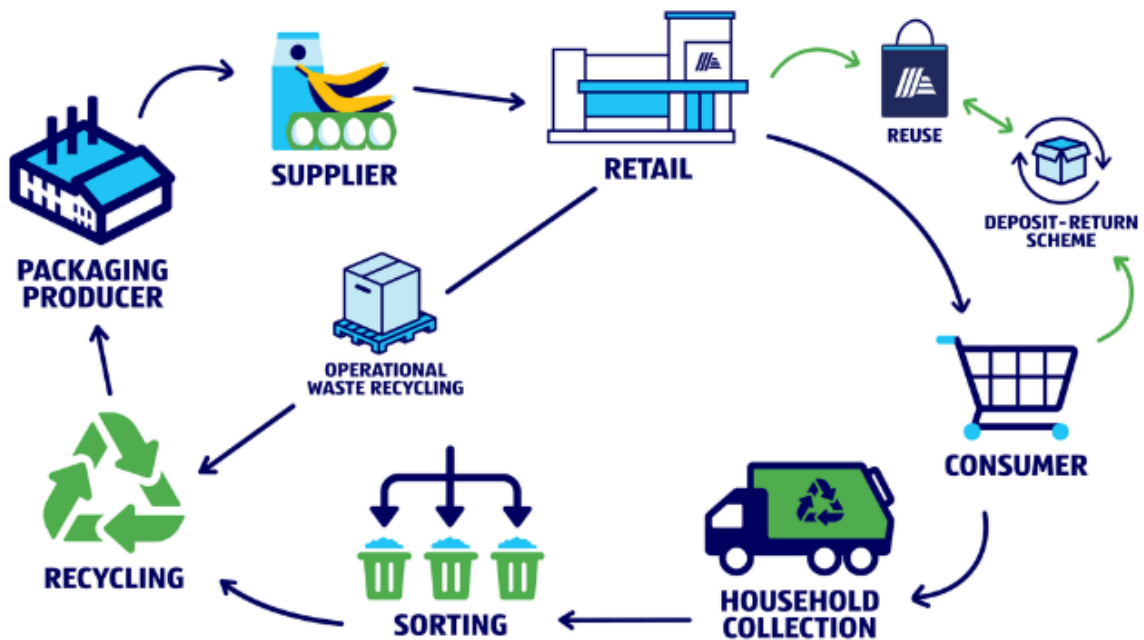 SUPPLIER
RETAIL
REUSE
DEPOSIT-RETURN
SCHEME
PACKAGING
PRODUCER
OPERATIONAL
WASTE RECYCLING
CONSUMER
RECYCLING
SORTING
HOUSEHOLD
COLLECTION